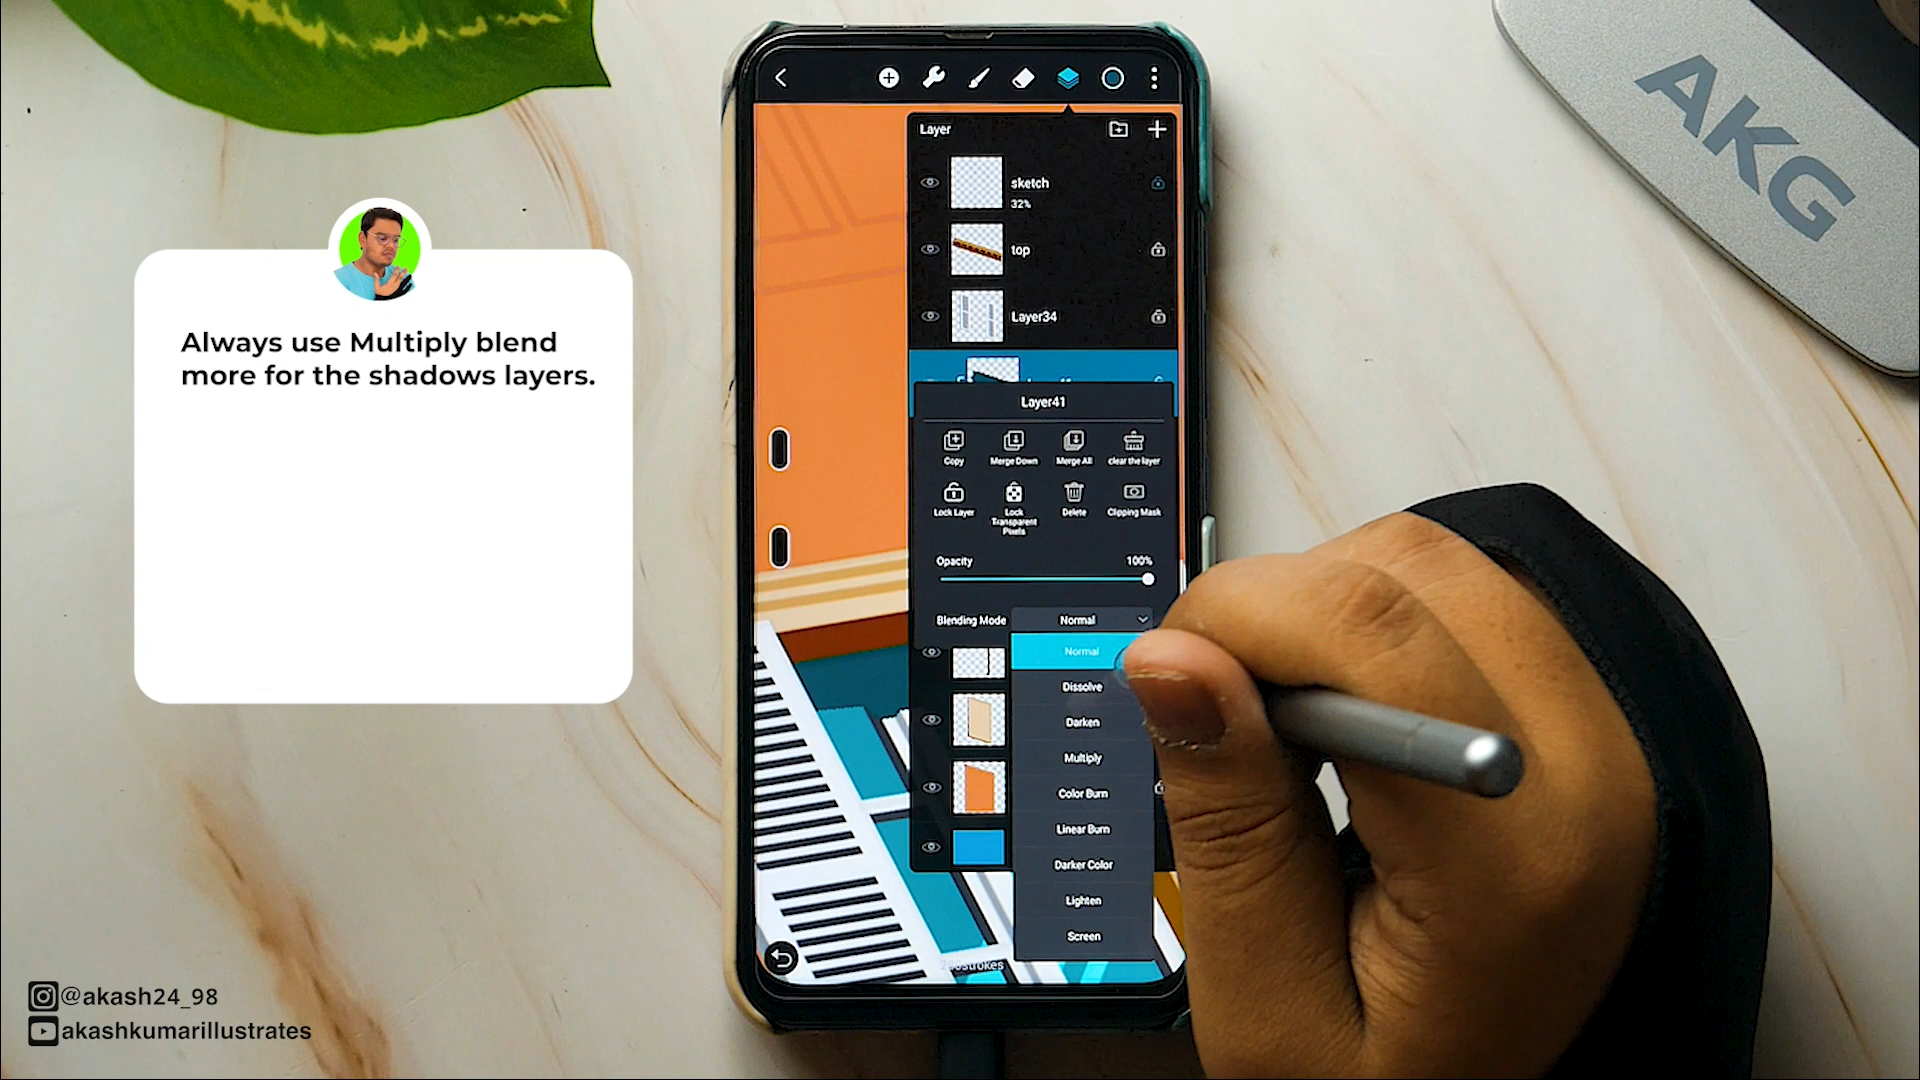 AKG
Always use Multiply blend
more for the shadows layers.
Layer
sketch
32%
top
Layer34
Layer41
Copy
Merge Down
Merge All
clear the layer
Lock Layer
Lock
Transparent
Pixels
Delete
Clipping Mask
Opacity
100%
Blending Mode
Normal
Normal
Dissolve
Darken
Multiply
Color Burn
Linear Burn
Darker Color
Lighten
Screen
@akash24_98
akashkumarillustrates